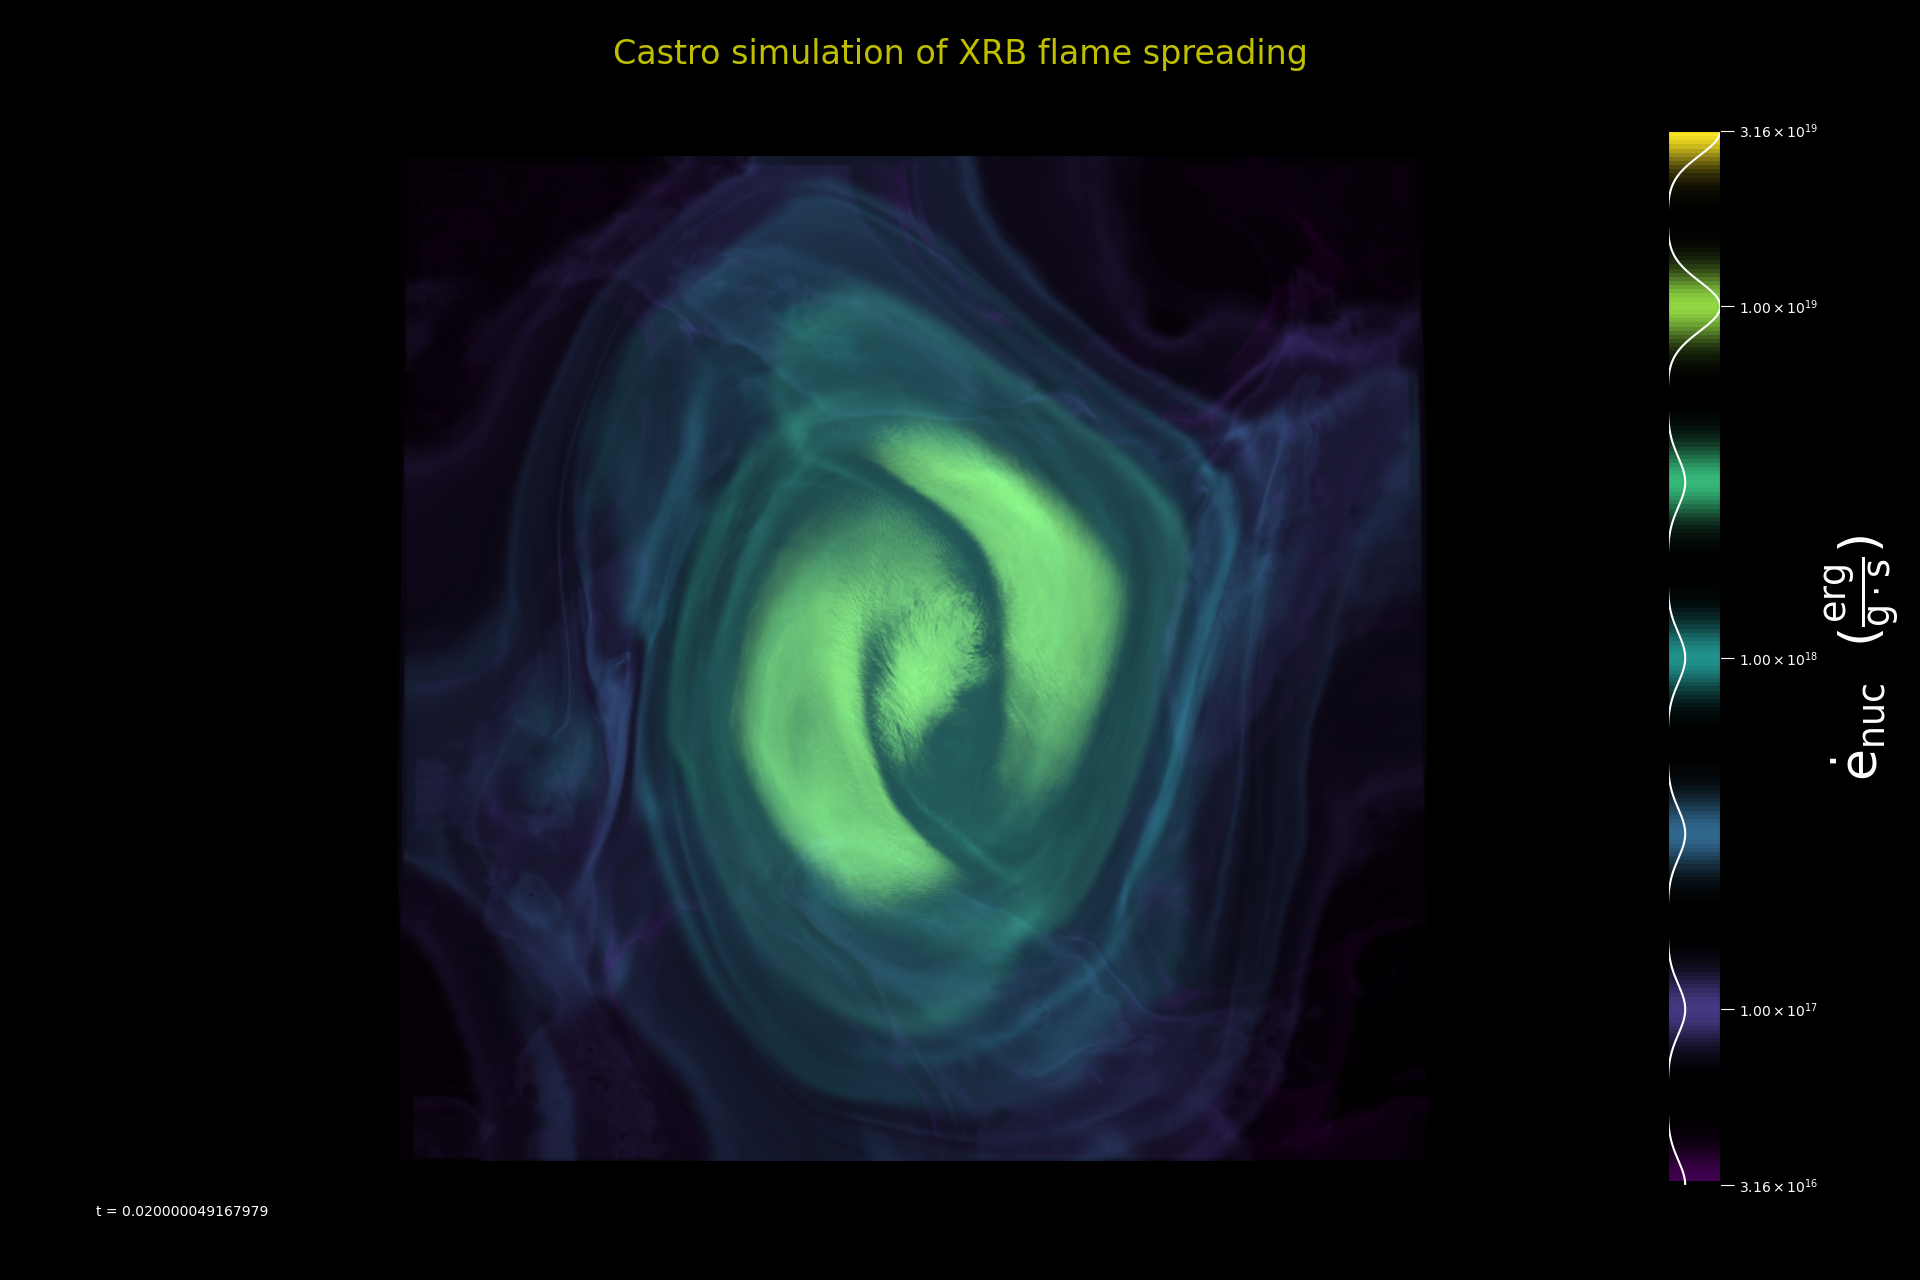 Castro simulation of XRB flame spreading
3.16 × 10¹⁹
1.00 × 10¹⁹
1.00 × 10¹⁸
1.00 × 10¹⁷
3.16 × 10¹⁶
ėnuc (erg/g · s)
t = 0.020000049167979